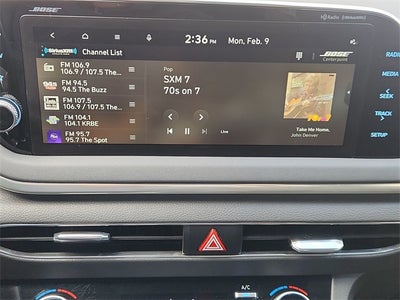 BOSE
HD Radio (SiriusXM)
2:36 PM Mon, Feb. 9
SiriusXM Channel List
FM 106.9
106.9 / 107.5 The...
FM 94.5
94.5 The Buzz
FM 107.5
106.9 / 107.5 The...
FM 104.1
104.1 KRBE
FM 95.7
95.7 The Spot
Pop
SXM 7
70s on 7
Live
BOSE
Centerpoint
Take Me Home,
John Denver
RADIO
MEDIA
SEEK
TRACK
SETUP
A/C